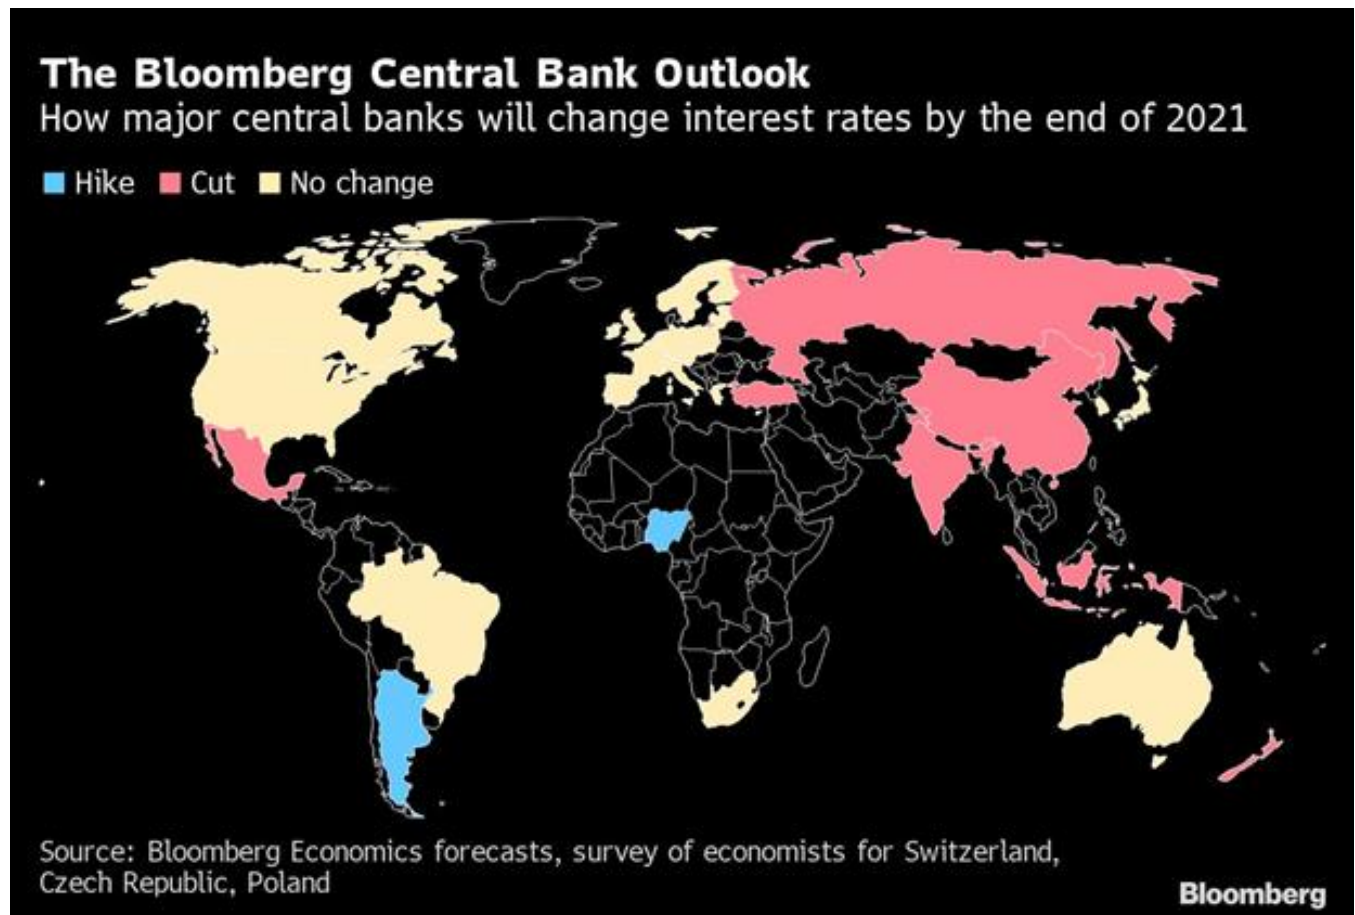 The Bloomberg Central Bank Outlook
How major central banks will change interest rates by the end of 2021
Hike Cut No change
Source: Bloomberg Economics forecasts, survey of economists for Switzerland,
Czech Republic, Poland
Bloomberg